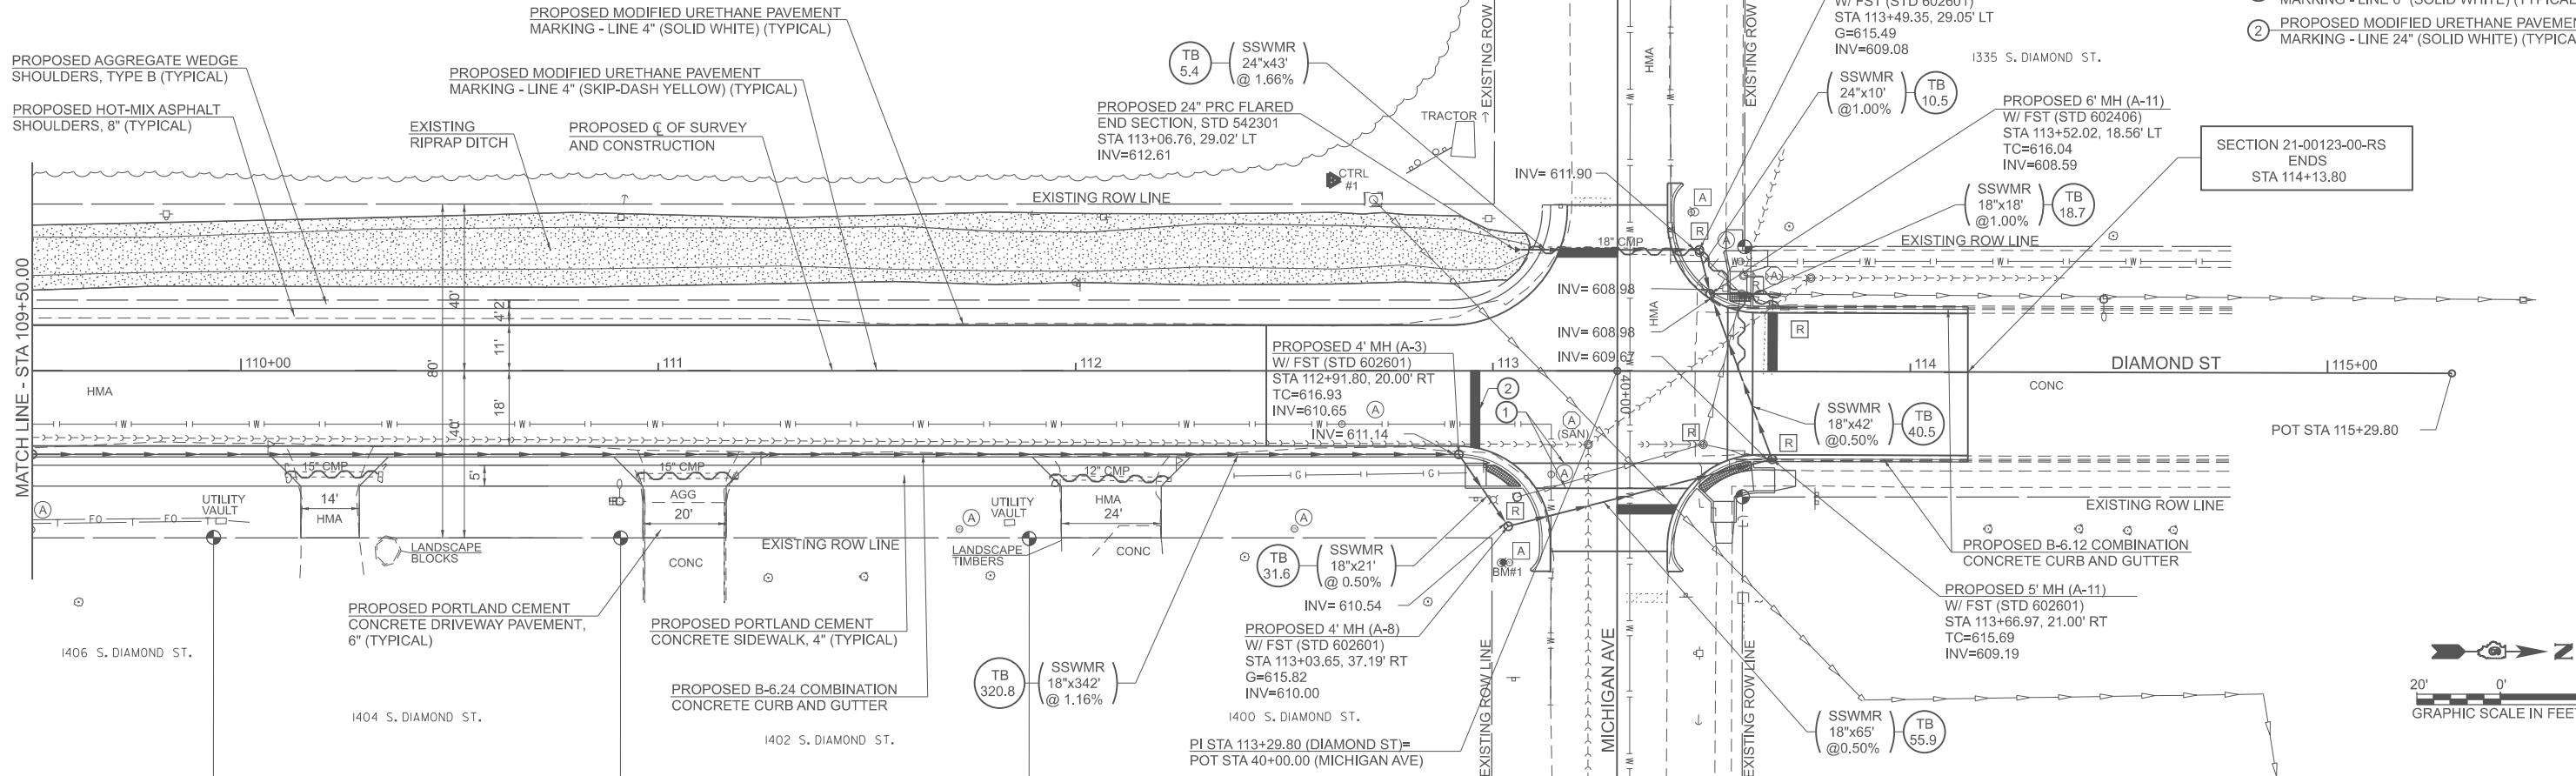 PROPOSED MODIFIED URETHANE PAVEMENT
MARKING - LINE 4" (SOLID WHITE) (TYPICAL)
PROPOSED AGGREGATE WEDGE
SHOULDERS, TYPE B (TYPICAL)
PROPOSED MODIFIED URETHANE PAVEMENT
MARKING - LINE 4" (SKIP-DASH YELLOW) (TYPICAL)
PROPOSED HOT-MIX ASPHALT
SHOULDERS, 8" (TYPICAL)
EXISTING
RIPRAP DITCH
PROPOSED ℄ OF SURVEY
AND CONSTRUCTION
TB
5.4
SSWMR
24"x43'
@ 1.66%
PROPOSED 24" PRC FLARED
END SECTION, STD 542301
STA 113+06.76, 29.02' LT
INV=612.61
TRACTOR
CTRL
#1
EXISTING ROW
HMA
EXISTING ROW
W/ FST (STD 602601)
STA 113+49.35, 29.05' LT
G=615.49
INV=609.08
MARKING - LINE 6" (SOLID WHITE) (TYPICAL
2
PROPOSED MODIFIED URETHANE PAVEMEN
MARKING - LINE 24" (SOLID WHITE) (TYPICA
1335 S. DIAMOND ST.
SSWMR
24"x10'
@1.00%
TB
10.5
PROPOSED 6' MH (A-11)
W/ FST (STD 602406)
STA 113+52.02, 18.56' LT
TC=616.04
INV=608.59
SECTION 21-00123-00-RS
ENDS
STA 114+13.80
SSWMR
18"x18'
@1.00%
TB
18.7
INV= 611.90
EXISTING ROW LINE
EXISTING ROW LINE
18" CMP
A
R
A
W
W
W
W
W
A
R
R
MATCH LINE - STA 109+50.00
40'
4'
2'
11'
80'
18'
40'
5'
INV= 608.98
INV= 608.98
INV= 609.67
HMA
110+00
111
112
113
114
115+00
DIAMOND ST
CONC
HMA
40+00
PROPOSED 4' MH (A-3)
W/ FST (STD 602601)
STA 112+91.80, 20.00' RT
TC=616.93
INV=610.65
A
INV= 611.14
2
1
A
(SAN)
R
R
SSWMR
18"x42'
@0.50%
TB
40.5
POT STA 115+29.80
W
W
W
W
W
W
W
15" CMP
15" CMP
12" CMP
G
G
A
R
A
UTILITY
VAULT
FO
FO
14'
HMA
AGG
20'
CONC
UTILITY
VAULT
HMA
24'
CONC
A
A
LANDSCAPE
BLOCKS
EXISTING ROW LINE
LANDSCAPE
TIMBERS
EXISTING ROW LINE
A
BM#1
TB
31.6
SSWMR
18"x21'
@ 0.50%
INV= 610.54
PROPOSED B-6.12 COMBINATION
CONCRETE CURB AND GUTTER
PROPOSED 5' MH (A-11)
W/ FST (STD 602601)
STA 113+66.97, 21.00' RT
TC=615.69
INV=609.19
PROPOSED PORTLAND CEMENT
CONCRETE DRIVEWAY PAVEMENT,
6" (TYPICAL)
PROPOSED PORTLAND CEMENT
CONCRETE SIDEWALK, 4" (TYPICAL)
PROPOSED 4' MH (A-8)
W/ FST (STD 602601)
STA 113+03.65, 37.19' RT
G=615.82
INV=610.00
1406 S. DIAMOND ST.
PROPOSED B-6.24 COMBINATION
CONCRETE CURB AND GUTTER
TB
320.8
SSWMR
18"x342'
@ 1.16%
1404 S. DIAMOND ST.
1400 S. DIAMOND ST.
1402 S. DIAMOND ST.
PI STA 113+29.80 (DIAMOND ST)=
POT STA 40+00.00 (MICHIGAN AVE)
EXISTING ROW LINE
MICHIGAN AVE
EXISTING ROW LINE
W
W
SSWMR
18"x65'
@0.50%
TB
55.9
N
20'
0'
GRAPHIC SCALE IN FEE